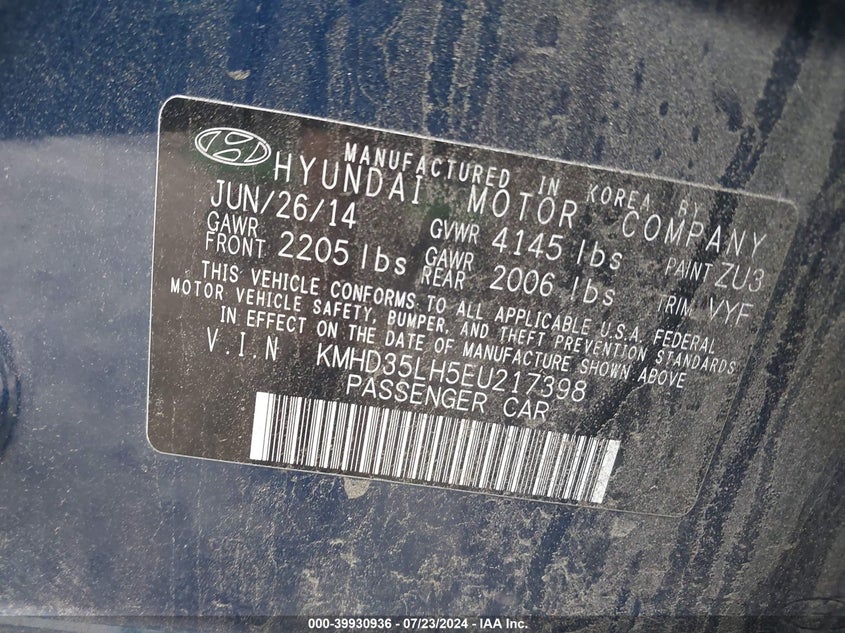 MANUFACTURED IN KOREA BY
HYUNDAI MOTOR COMPANY
JUN/26/14 GVWR 4145 lbs PAINT ZU3
GAWR FRONT 2205 lbs GAWR REAR 2006 lbs TRIM VYF
THIS VEHICLE CONFORMS TO ALL APPLICABLE U.S.A. FEDERAL
MOTOR VEHICLE SAFETY, BUMPER, AND THEFT PREVENTION STANDARDS
IN EFFECT ON THE DATE OF MANUFACTURE SHOWN ABOVE
V.I.N KMHD35LH5EU217398
PASSENGER CAR
000-39930936 - 07/23/2024 - IAA Inc.